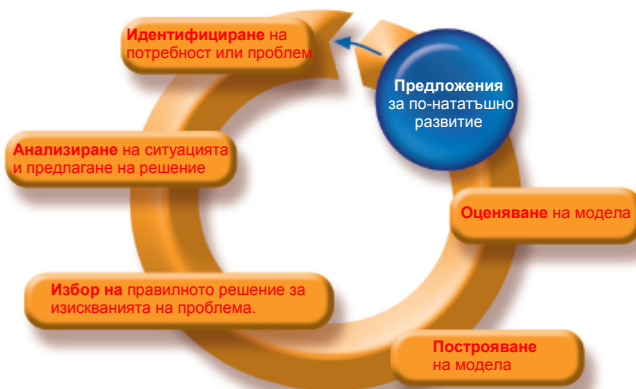 Идентифициране на
потребност или проблем
Предложения
за по-нататъшно
развитие
Анализиране на ситуацията
и предлагане на решение
Оценяване на модела
Избор на правилното решение за
изискванията на проблема.
Построяване
на модела